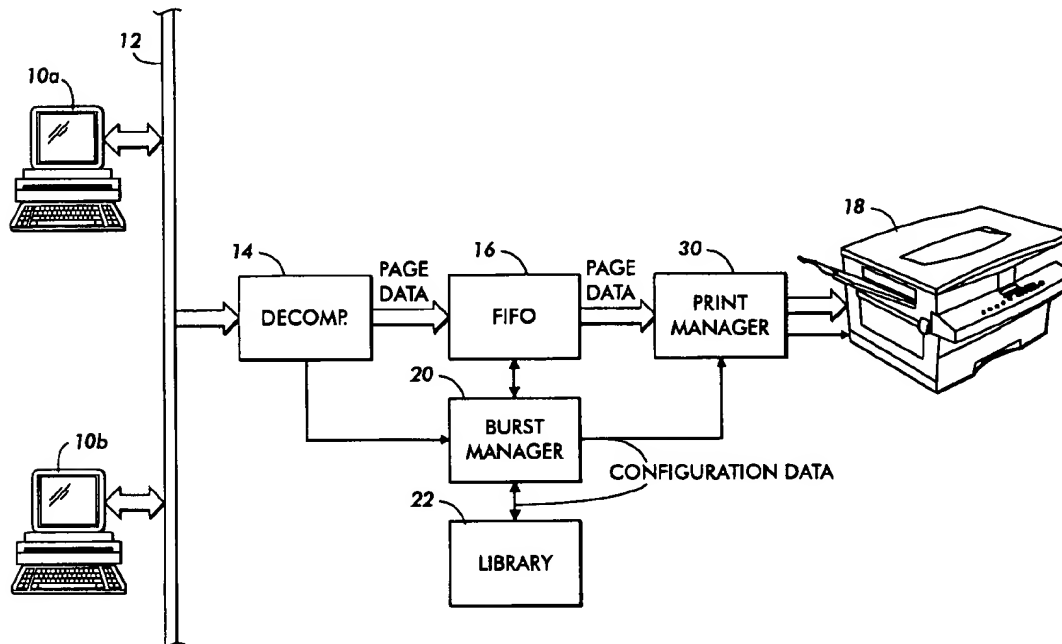 12
10a
18
14
PAGE
DATA
16
PAGE
DATA
30
DECOMP.
FIFO
PRINT
MANAGER
20
BURST
MANAGER
10b
CONFIGURATION DATA
22
LIBRARY